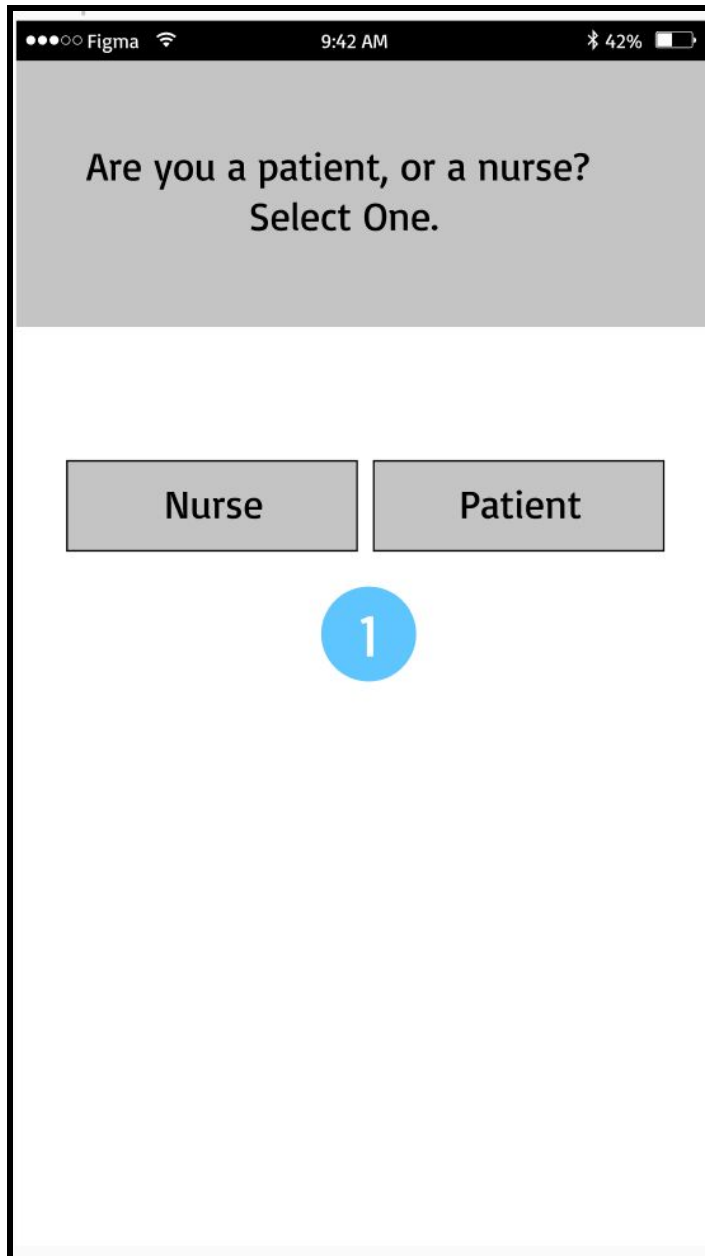 Figma 9:42 AM 42%
Are you a patient, or a nurse?
Select One.
Nurse Patient
1